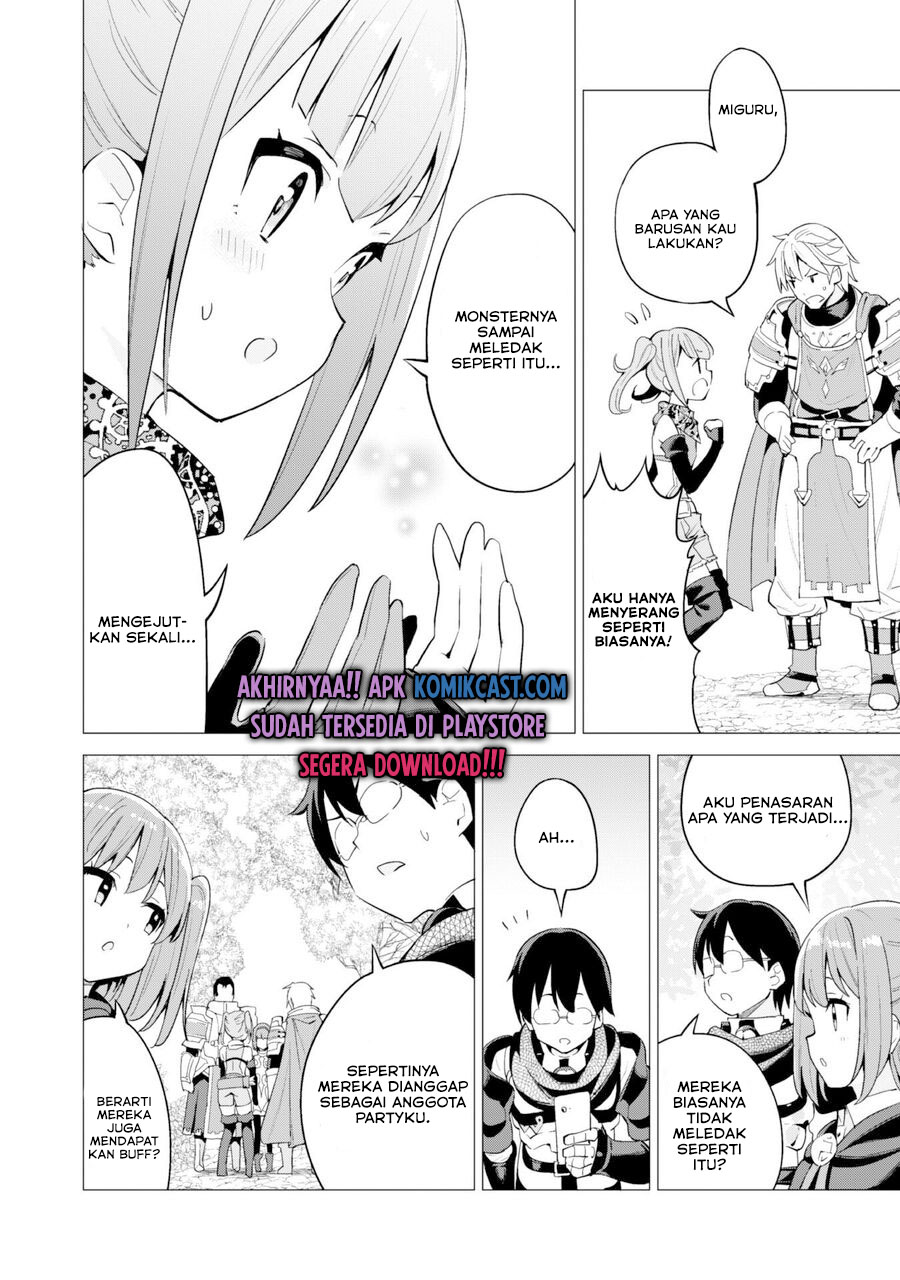 MIGURU,
APA YANG
BARUSAN KAU
LAKUKAN?
AKU HANYA
MENYERANG
SEPERTI
BIASANYA!
MONSTERNYA
SAMPAI
MELEDAK
SEPERTI ITU...
MENGEJUT-
KAN SEKALI...
AKHIRNYAA!! APK KOMIKCAST.COM
SUDAH TERSEDIA DI PLAYSTORE
SEGERA DOWNLOAD!!!
AKU PENASARAN
APA YANG TERJADI...
MEREKA
BIASANYA
TIDAK
MELEDAK
SEPERTI
ITU?
AH...
SEPERTINYA
MEREKA DIANGGAP
SEBAGAI ANGGOTA
PARTYKU.
BERARTI
MEREKA
JUGA
MENDAPAT
KAN BUFF?